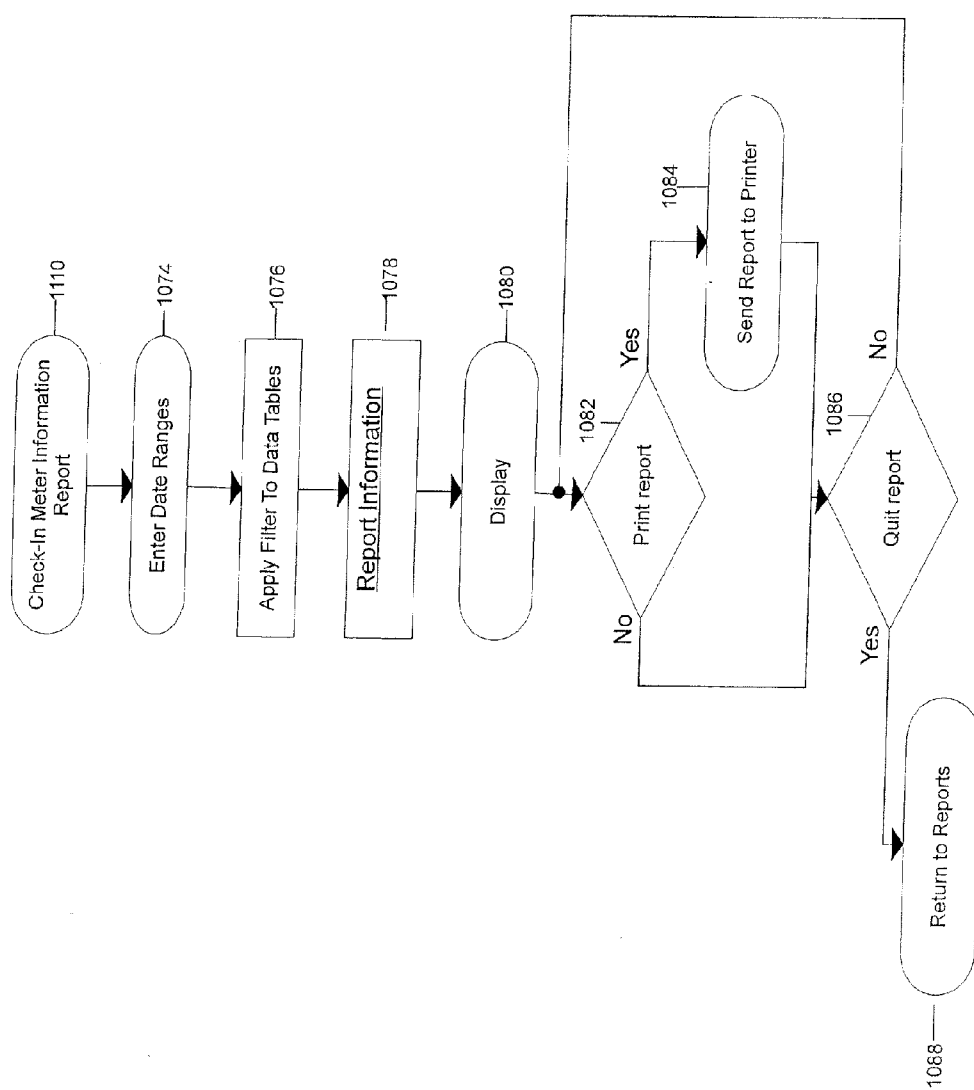 Check-In Meter Information
Report
1110
Enter Date Ranges
1074
Apply Filter To Data Tables
1076
Report Information
1078
Display
1080
Print report
1082
Yes
No
Send Report to Printer
1084
Quit report
1086
Yes
No
Return to Reports
1088